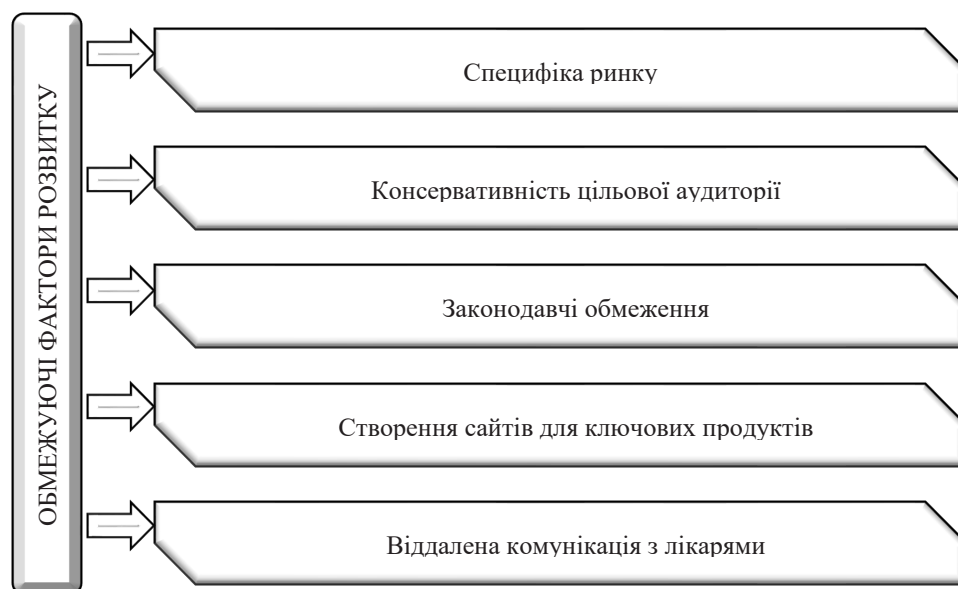 ОБМЕЖУЮЧІ ФАКТОРИ РОЗВИТКУ
Специфіка ринку
Консервативність цільової аудиторії
Законодавчі обмеження
Створення сайтів для ключових продуктів
Віддалена комунікація з лікарями